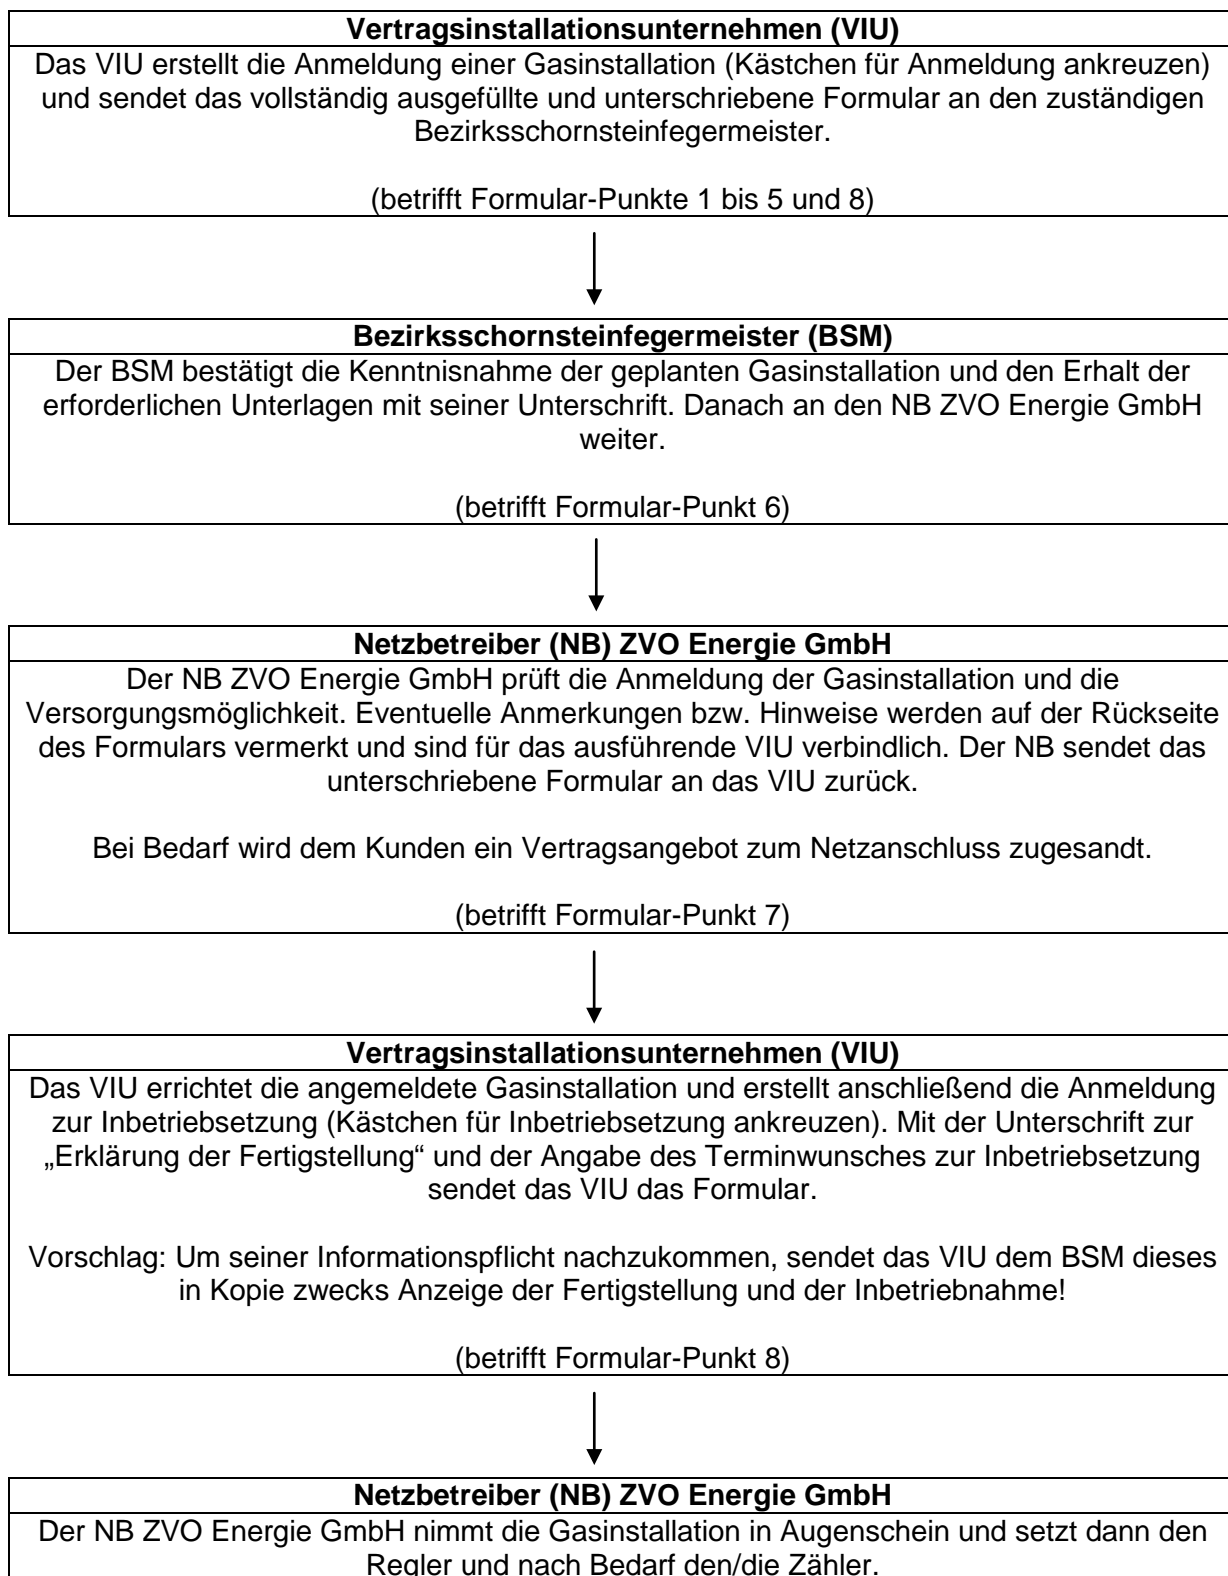 Vertragsinstallationsunternehmen (VIU)
Das VIU erstellt die Anmeldung einer Gasinstallation (Kästchen für Anmeldung ankreuzen)
und sendet das vollständig ausgefüllte und unterschriebene Formular an den zuständigen
Bezirksschornsteinfegermeister.
(betrifft Formular-Punkte 1 bis 5 und 8)
Bezirksschornsteinfegermeister (BSM)
Der BSM bestätigt die Kenntnisnahme der geplanten Gasinstallation und den Erhalt der
erforderlichen Unterlagen mit seiner Unterschrift. Danach an den NB ZVO Energie GmbH
weiter.
(betrifft Formular-Punkt 6)
Netzbetreiber (NB) ZVO Energie GmbH
Der NB ZVO Energie GmbH prüft die Anmeldung der Gasinstallation und die
Versorgungsmöglichkeit. Eventuelle Anmerkungen bzw. Hinweise werden auf der Rückseite
des Formulars vermerkt und sind für das ausführende VIU verbindlich. Der NB sendet das
unterschriebene Formular an das VIU zurück.
Bei Bedarf wird dem Kunden ein Vertragsangebot zum Netzanschluss zugesandt.
(betrifft Formular-Punkt 7)
Vertragsinstallationsunternehmen (VIU)
Das VIU errichtet die angemeldete Gasinstallation und erstellt anschließend die Anmeldung
zur Inbetriebsetzung (Kästchen für Inbetriebsetzung ankreuzen). Mit der Unterschrift zur
„Erklärung der Fertigstellung“ und der Angabe des Terminwunsches zur Inbetriebsetzung
sendet das VIU das Formular.
Vorschlag: Um seiner Informationspflicht nachzukommen, sendet das VIU dem BSM dieses
in Kopie zwecks Anzeige der Fertigstellung und der Inbetriebnahme!
(betrifft Formular-Punkt 8)
Netzbetreiber (NB) ZVO Energie GmbH
Der NB ZVO Energie GmbH nimmt die Gasinstallation in Augenschein und setzt dann den
Regler und nach Bedarf den/die Zähler.